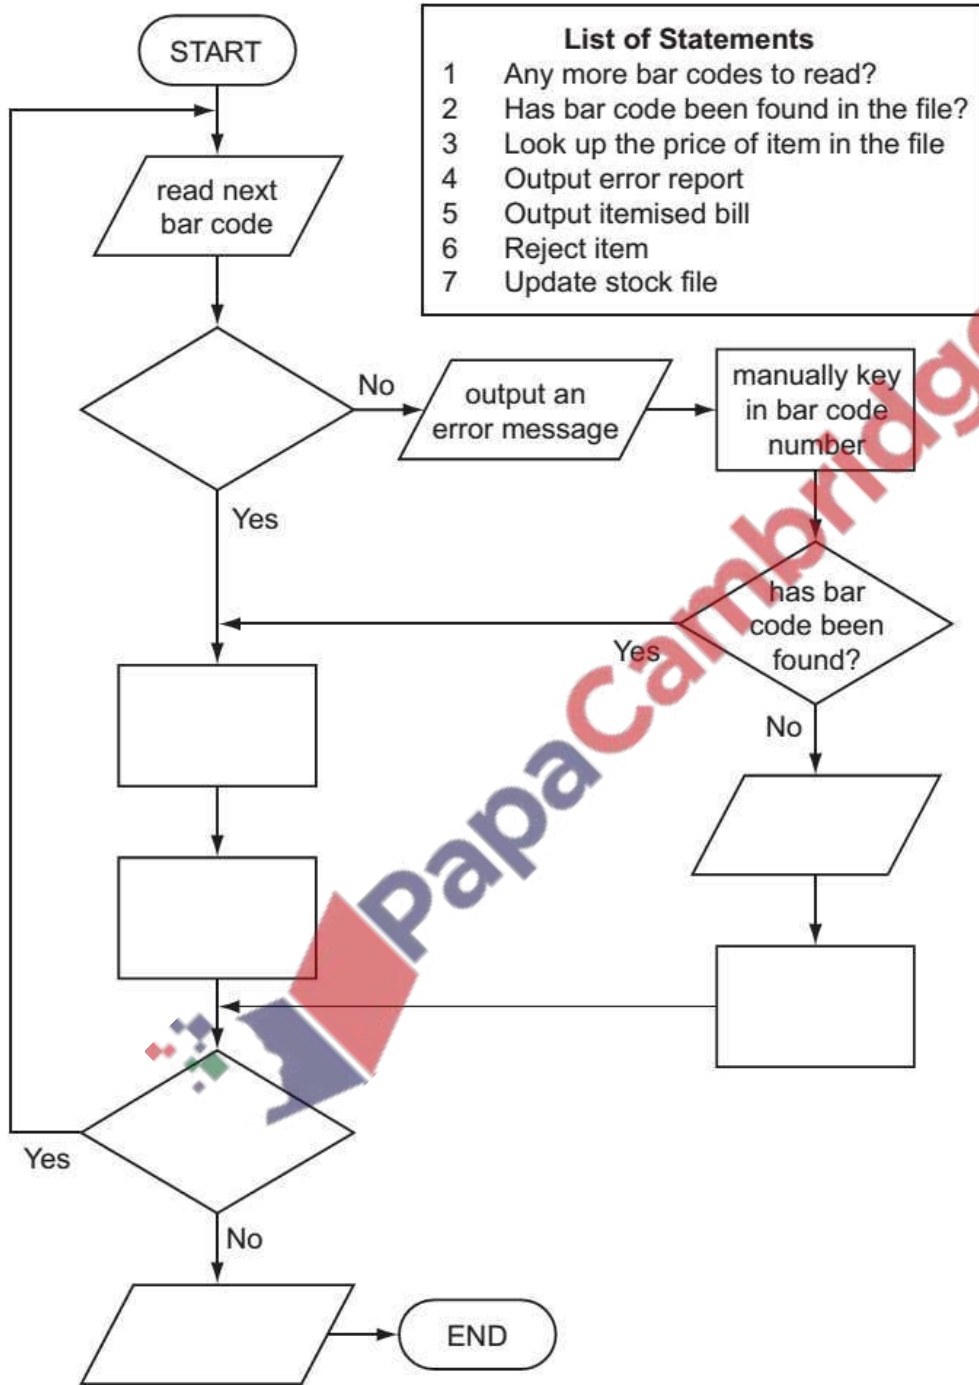 START
List of Statements
1 Any more bar codes to read?
2 Has bar code been found in the file?
3 Look up the price of item in the file
4 Output error report
5 Output itemised bill
6 Reject item
7 Update stock file
read next
bar code
No
output an
error message
manually key
in bar code
number
Yes
has bar
code been
found?
Yes
No
PapaCambridge
Yes
No
END